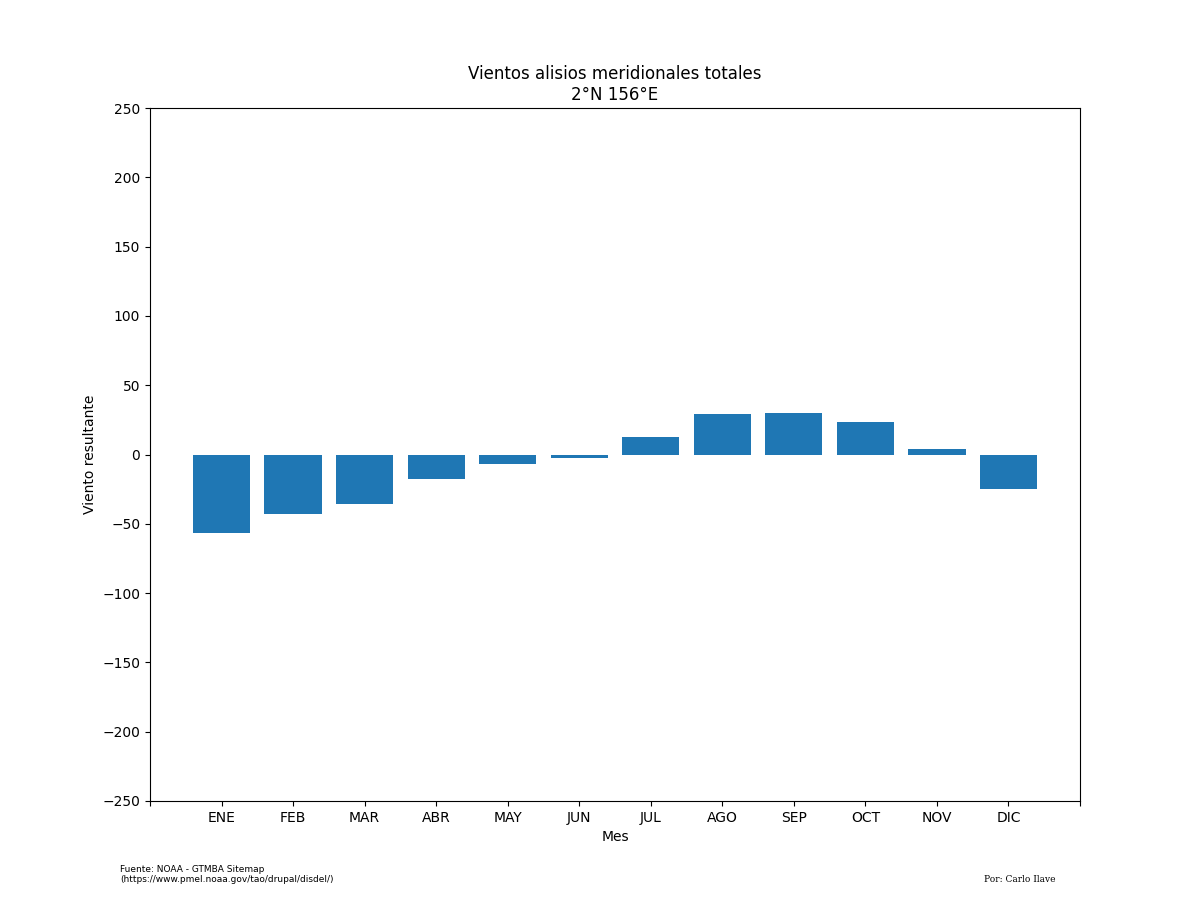 Vientos alisios meridionales totales
2°N 156°E
250
200
150
100
50
0
−50
−100
−150
−200
−250
Viento resultante
ENE FEB MAR ABR MAY JUN JUL AGO SEP OCT NOV DIC
Mes
Fuente: NOAA - GTMBA Sitemap
(https://www.pmel.noaa.gov/tao/drupal/disdel/)
Por: Carlo Ilave